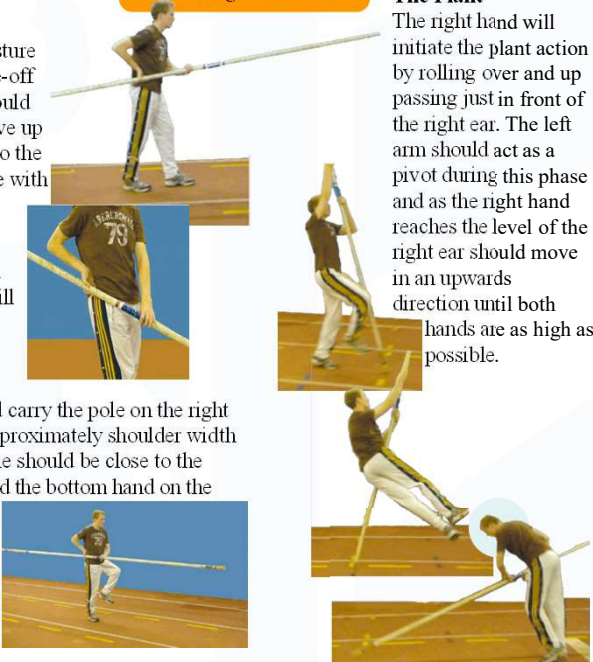 sture
-off
ould
ve up
o the
e with
ill
d carry the pole on the right
proximately shoulder width
le should be close to the
d the bottom hand on the
The right hand will
initiate the plant action
by rolling over and up
passing just in front of
the right ear. The left
arm should act as a
pivot during this phase
and as the right hand
reaches the level of the
right ear should move
in an upwards
direction until both
hands are as high as
possible.
79